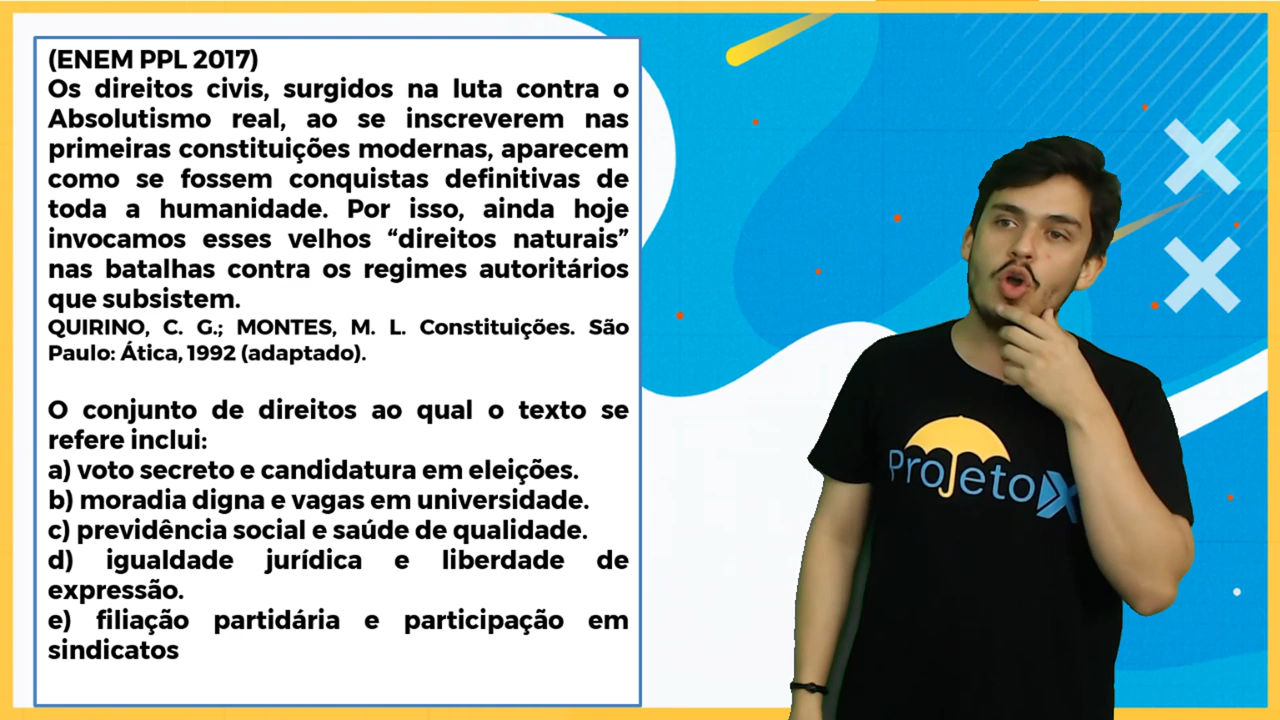 (ENEM PPL 2017)
Os direitos civis, surgidos na luta contra o
Absolutismo real, ao se inscreverem nas
primeiras constituições modernas, aparecem
como se fossem conquistas definitivas de
toda a humanidade. Por isso, ainda hoje
invocamos esses velhos “direitos naturais”
nas batalhas contra os regimes autoritários
que subsistem.
QUIRINO, C. G.; MONTES, M. L. Constituições. São
Paulo: Ática, 1992 (adaptado).
O conjunto de direitos ao qual o texto se
refere inclui:
a) voto secreto e candidatura em eleições.
b) moradia digna e vagas em universidade.
c) previdência social e saúde de qualidade.
d) igualdade jurídica e liberdade de
expressão.
e) filiação partidária e participação em
sindicatos
ProJeto X